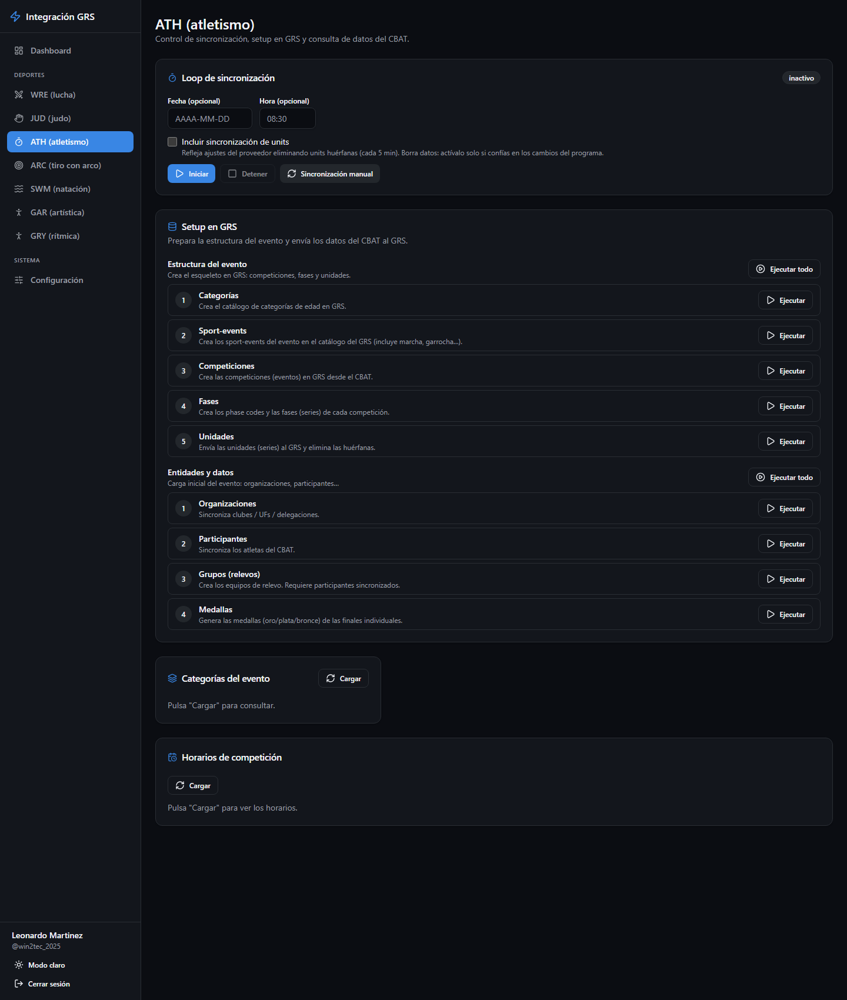 Integración GRS
Dashboard
DEPORTES
WRE (lucha)
JUD (judo)
ATH (atletismo)
ARC (tiro con arco)
SWM (natación)
GAR (artística)
GRY (rítmica)
SISTEMA
Configuración
Leonardo Martinez
@win2tec_2025
Modo claro
Cerrar sesión
ATH (atletismo)
Control de sincronización, setup en GRS y consulta de datos del CBAT.
Loop de sincronización
inactivo
Fecha (opcional) Hora (opcional)
AAAA-MM-DD 08:30
Incluir sincronización de units
Refleja ajustes del proveedor eliminando units huérfanas (cada 5 min). Borra datos: actívalo solo si confías en los cambios del programa.
Iniciar Detener Sincronización manual
Setup en GRS
Prepara la estructura del evento y envía los datos del CBAT al GRS.
Estructura del evento
Crea el esqueleto en GRS: competiciones, fases y unidades.
Ejecutar todo
1 Categorías
Crea el catálogo de categorías de edad en GRS.
Ejecutar
2 Sport-events
Crea los sport-events del evento en el catálogo del GRS (incluye marcha, garrocha...).
Ejecutar
3 Competiciones
Crea las competiciones (eventos) en GRS desde el CBAT.
Ejecutar
4 Fases
Crea los phase codes y las fases (series) de cada competición.
Ejecutar
5 Unidades
Envía las unidades (series) al GRS y elimina las huérfanas.
Ejecutar
Entidades y datos
Carga inicial del evento: organizaciones, participantes...
Ejecutar todo
1 Organizaciones
Sincroniza clubes / UFs / delegaciones.
Ejecutar
2 Participantes
Sincroniza los atletas del CBAT.
Ejecutar
3 Grupos (relevos)
Crea los equipos de relevo. Requiere participantes sincronizados.
Ejecutar
4 Medallas
Genera las medallas (oro/plata/bronce) de las finales individuales.
Ejecutar
Categorías del evento
Cargar
Pulsa "Cargar" para consultar.
Horarios de competición
Cargar
Pulsa "Cargar" para ver los horarios.